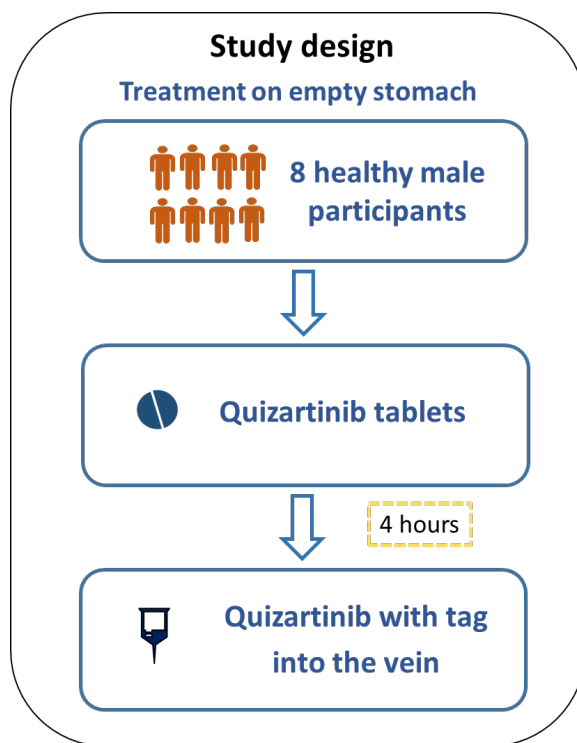 Study design
Treatment on empty stomach
8 healthy male
participants
Quizartinib tablets
4 hours
Quizartinib with tag
into the vein